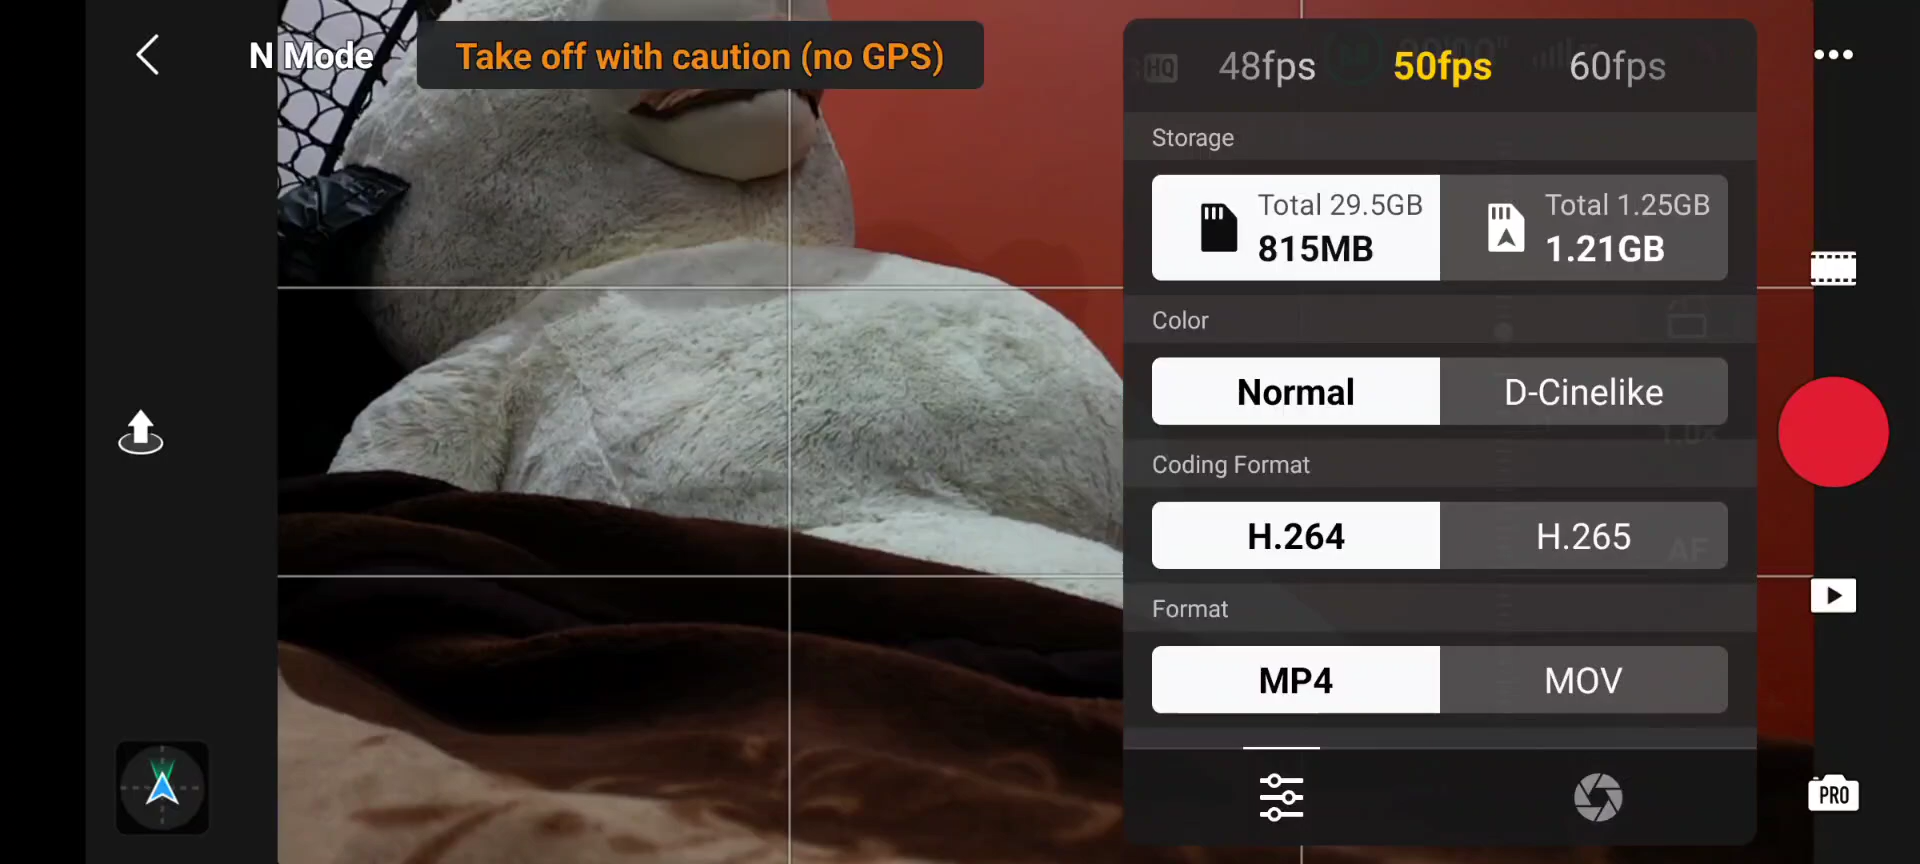 N Mode
Take off with caution (no GPS)
HQ
48fps
50fps
60fps
Storage
Total 29.5GB
815MB
Total 1.25GB
1.21GB
Color
Normal
D-Cinelike
Coding Format
H.264
H.265
AF
Format
MP4
MOV
PRO